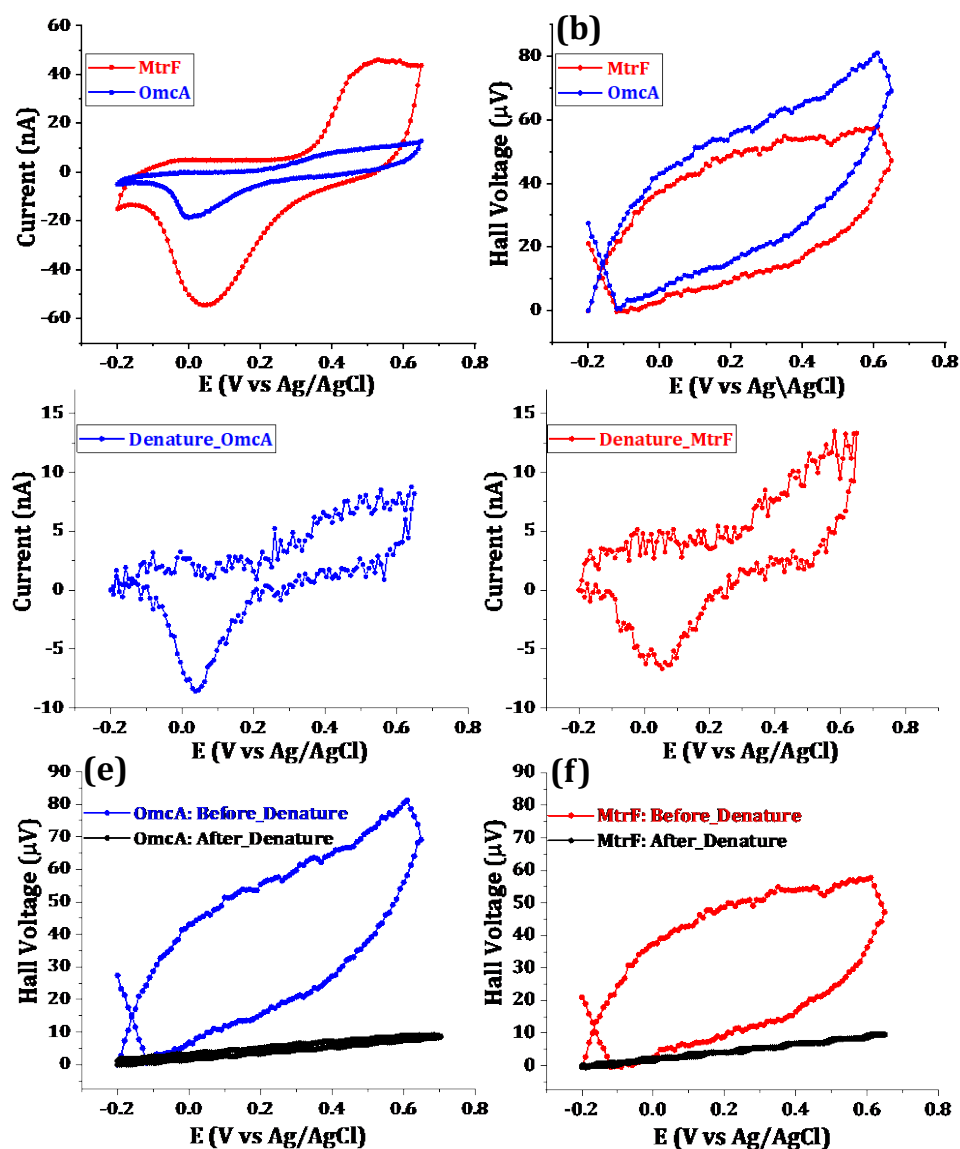 60
40
20
0
-20
-40
-60
Current (nA)
MtrF
OmcA
-0.2 0.0 0.2 0.4 0.6 0.8
E (V vs Ag/AgCl)
(b)
80
60
40
20
0
Hall Voltage (μV)
MtrF
OmcA
-0.2 0.0 0.2 0.4 0.6 0.8
E (V vs Ag\AgCl)
15
10
5
0
-5
-10
Current (nA)
Denature_OmcA
-0.2 0.0 0.2 0.4 0.6 0.8
E (V vs Ag/AgCl)
15
10
5
0
-5
-10
Current (nA)
Denature_MtrF
-0.2 0.0 0.2 0.4 0.6 0.8
E (V vs Ag/AgCl)
(e)
90
80
70
60
50
40
30
20
10
0
Hall Voltage (μV)
OmcA: Before_Denature
OmcA: After_Denature
-0.2 0.0 0.2 0.4 0.6 0.8
E (V vs Ag/AgCl)
(f)
90
80
70
60
50
40
30
20
10
0
Hall Voltage (μV)
MtrF: Before_Denature
MtrF: After_Denature
-0.2 0.0 0.2 0.4 0.6 0.8
E (V vs Ag/AgCl)